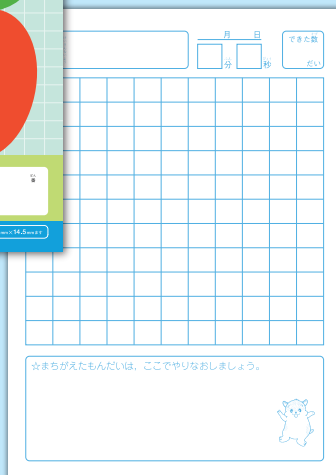 月 日
できた数
分 秒
だい
mm×14.5mmます
☆まちがえたもんだいは、ここでやりなおしましょう。